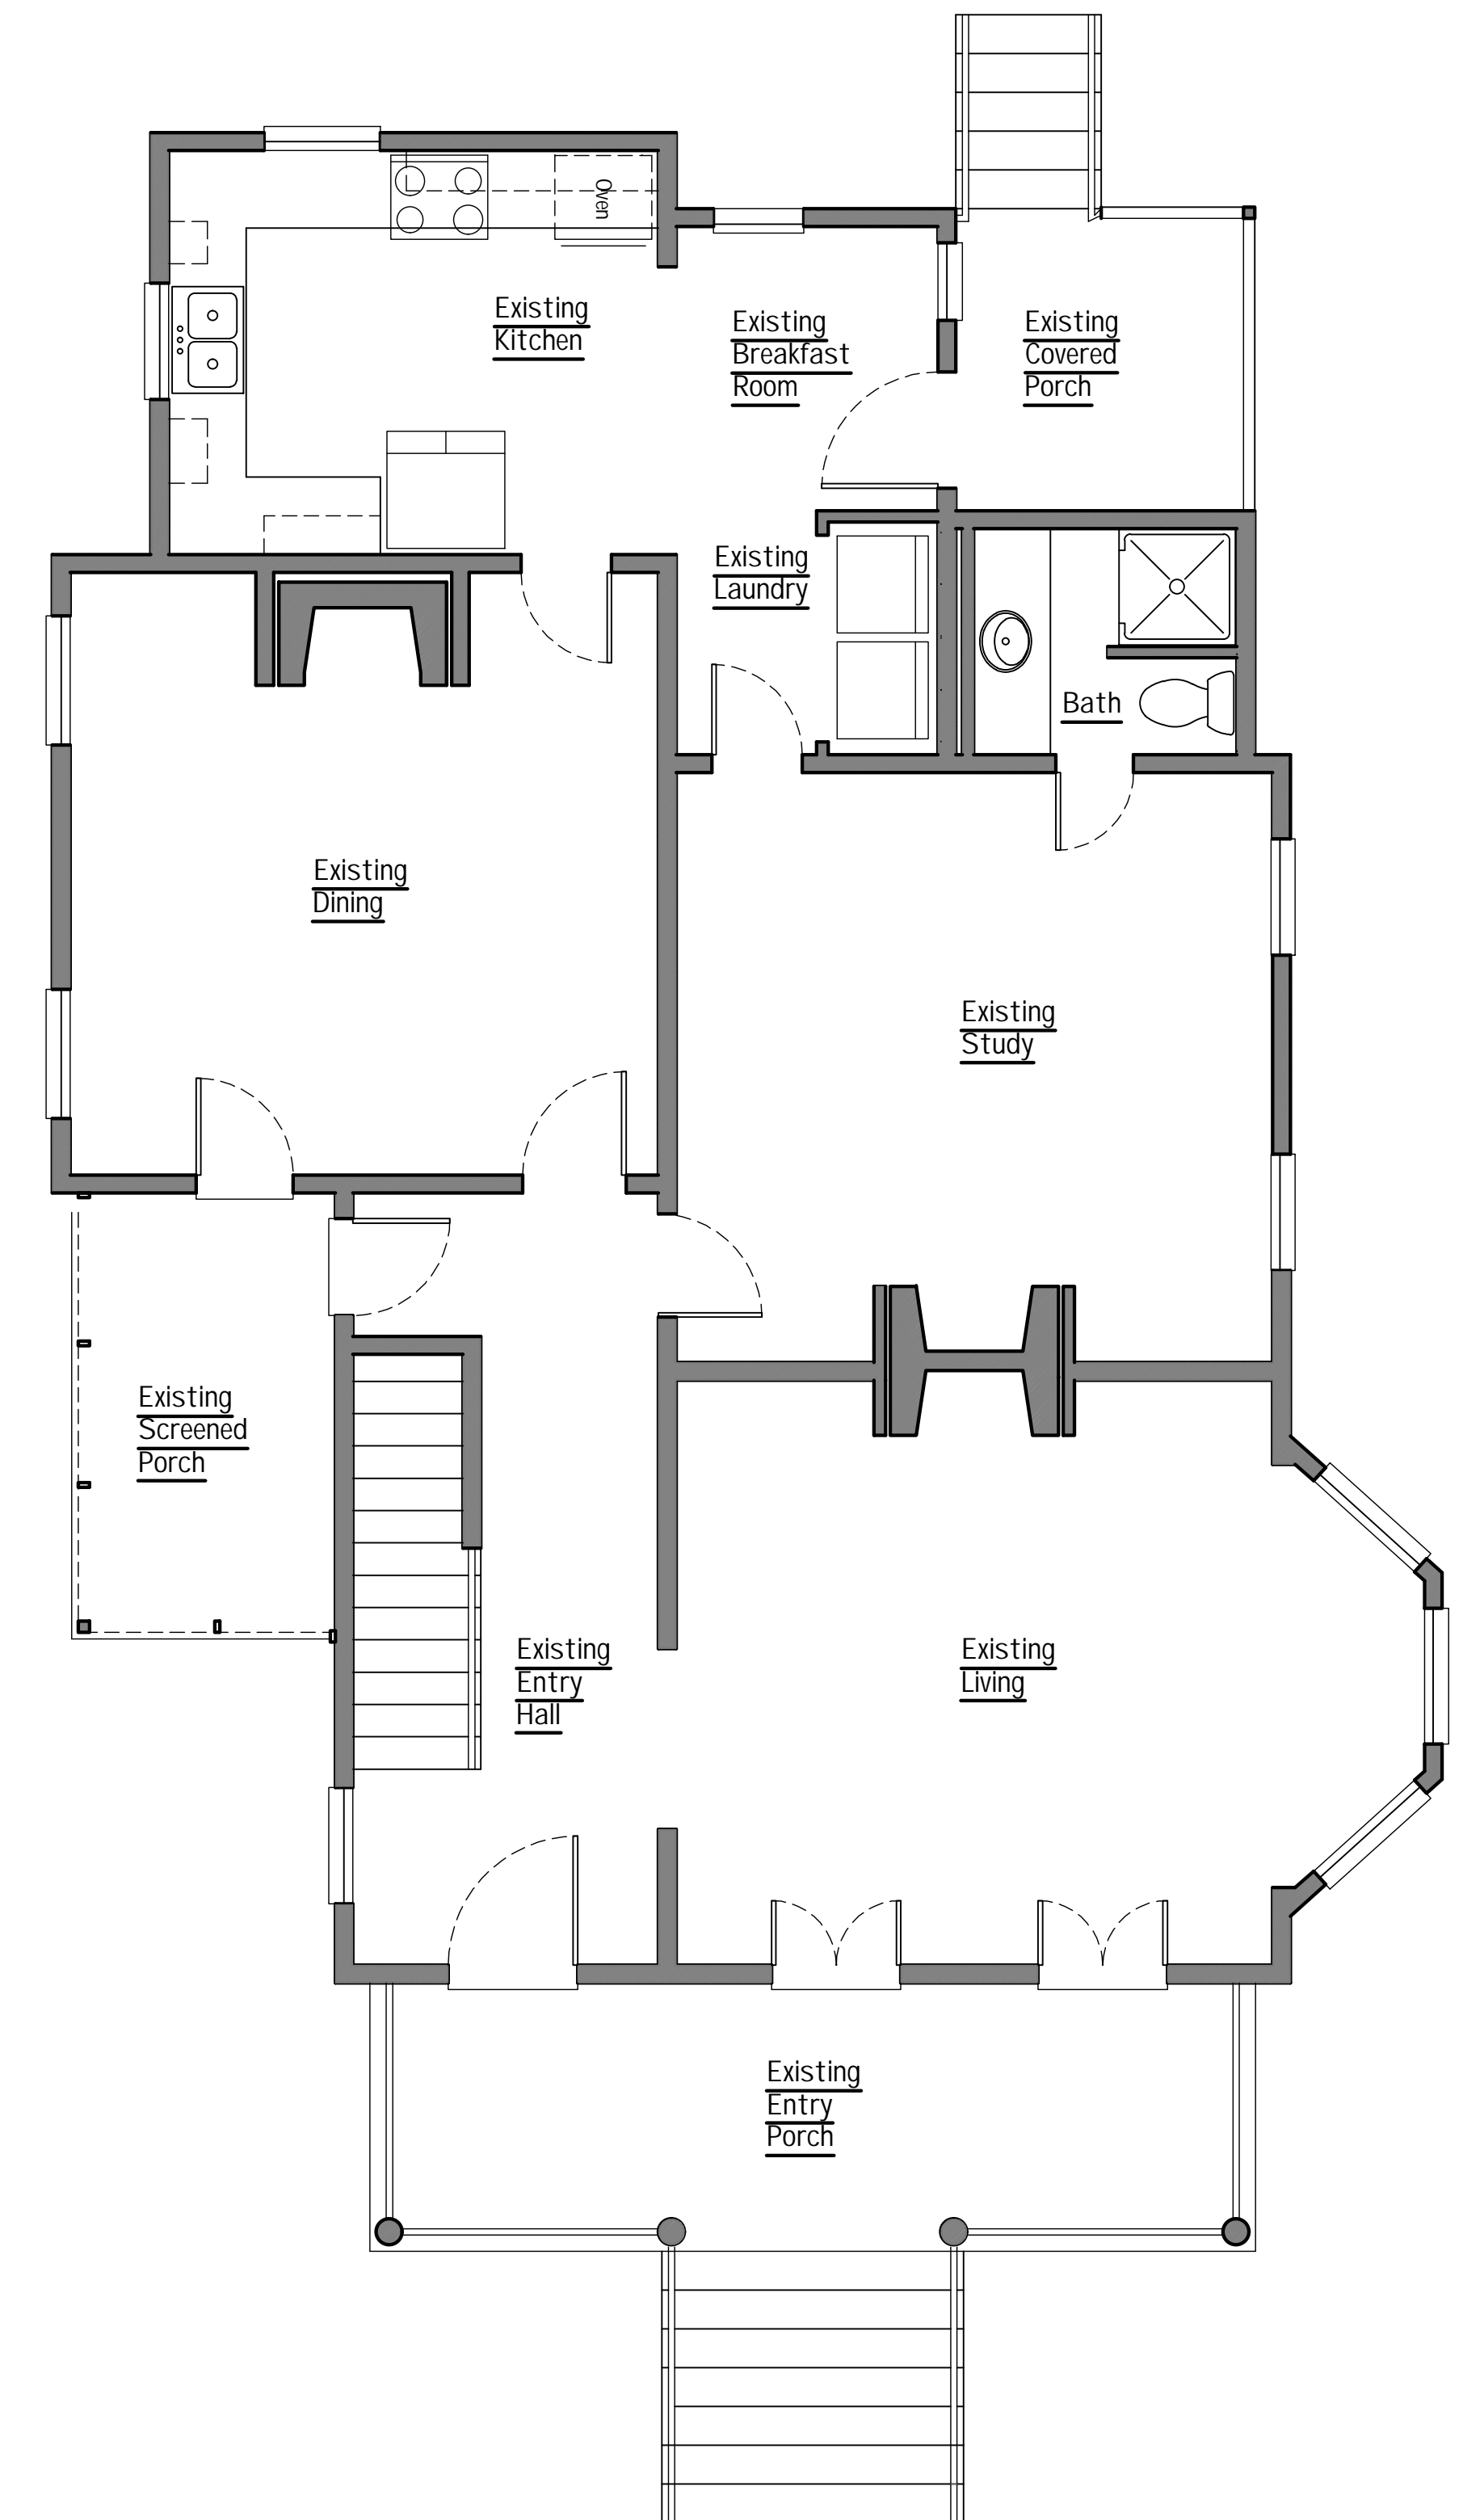 Oven
Existing
Kitchen
Existing
Breakfast
Room
Existing
Covered
Porch
Existing
Laundry
Bath
Existing
Dining
Existing
Study
Existing
Screened
Porch
Existing
Entry
Hall
Existing
Living
Existing
Entry
Porch